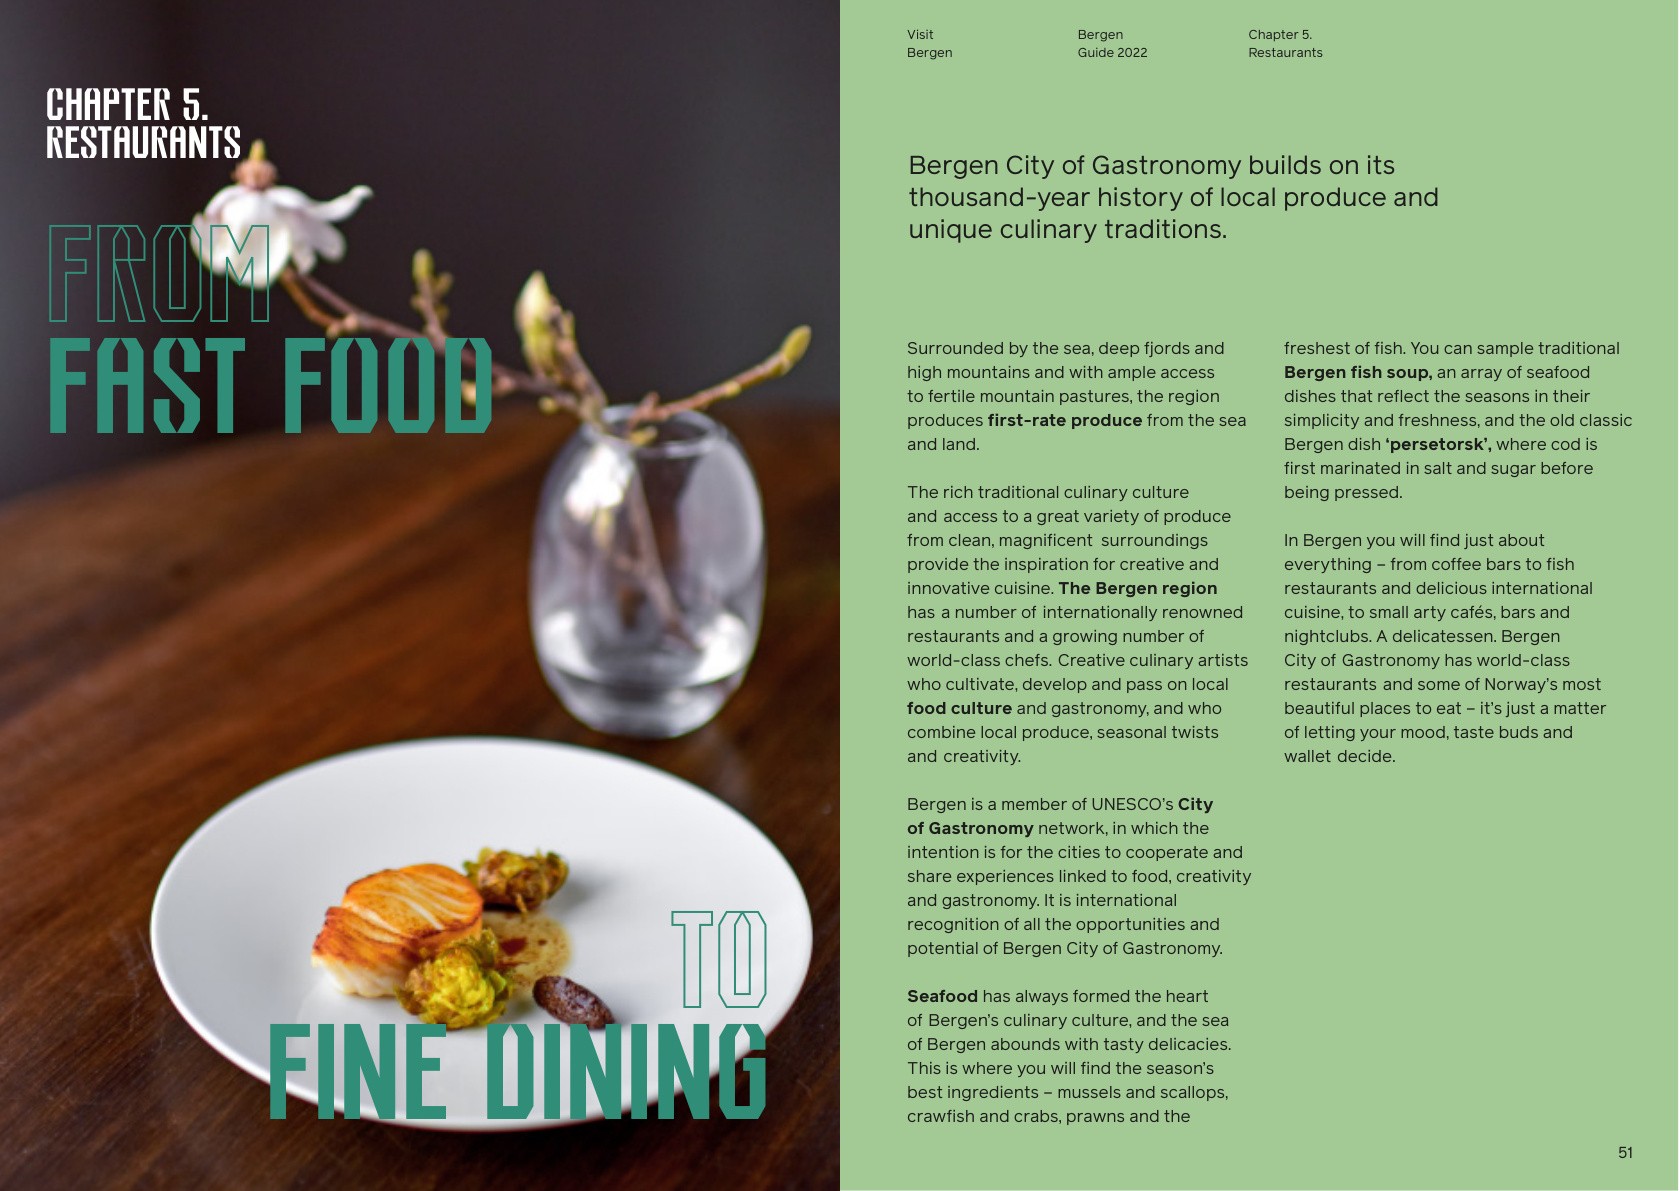 CHAPTER 5.
RESTAURANTS
FROM
FAST FOOD
TO
FINE DINING
Visit
Bergen
Bergen
Guide 2022
Chapter 5.
Restaurants
Bergen City of Gastronomy builds on its
thousand-year history of local produce and
unique culinary traditions.
Surrounded by the sea, deep fjords and
high mountains and with ample access
to fertile mountain pastures, the region
produces first-rate produce from the sea
and land.
The rich traditional culinary culture
and access to a great variety of produce
from clean, magnificent surroundings
provide the inspiration for creative and
innovative cuisine. The Bergen region
has a number of internationally renowned
restaurants and a growing number of
world-class chefs. Creative culinary artists
who cultivate, develop and pass on local
food culture and gastronomy, and who
combine local produce, seasonal twists
and creativity.
Bergen is a member of UNESCO’s City
of Gastronomy network, in which the
intention is for the cities to cooperate and
share experiences linked to food, creativity
and gastronomy. It is international
recognition of all the opportunities and
potential of Bergen City of Gastronomy.
Seafood has always formed the heart
of Bergen’s culinary culture, and the sea
of Bergen abounds with tasty delicacies.
This is where you will find the season’s
best ingredients – mussels and scallops,
crawfish and crabs, prawns and the
freshest of fish. You can sample traditional
Bergen fish soup, an array of seafood
dishes that reflect the seasons in their
simplicity and freshness, and the old classic
Bergen dish ‘persetorsk’, where cod is
first marinated in salt and sugar before
being pressed.
In Bergen you will find just about
everything – from coffee bars to fish
restaurants and delicious international
cuisine, to small arty cafés, bars and
nightclubs. A delicatessen. Bergen
City of Gastronomy has world-class
restaurants and some of Norway’s most
beautiful places to eat – it’s just a matter
of letting your mood, taste buds and
wallet decide.
51